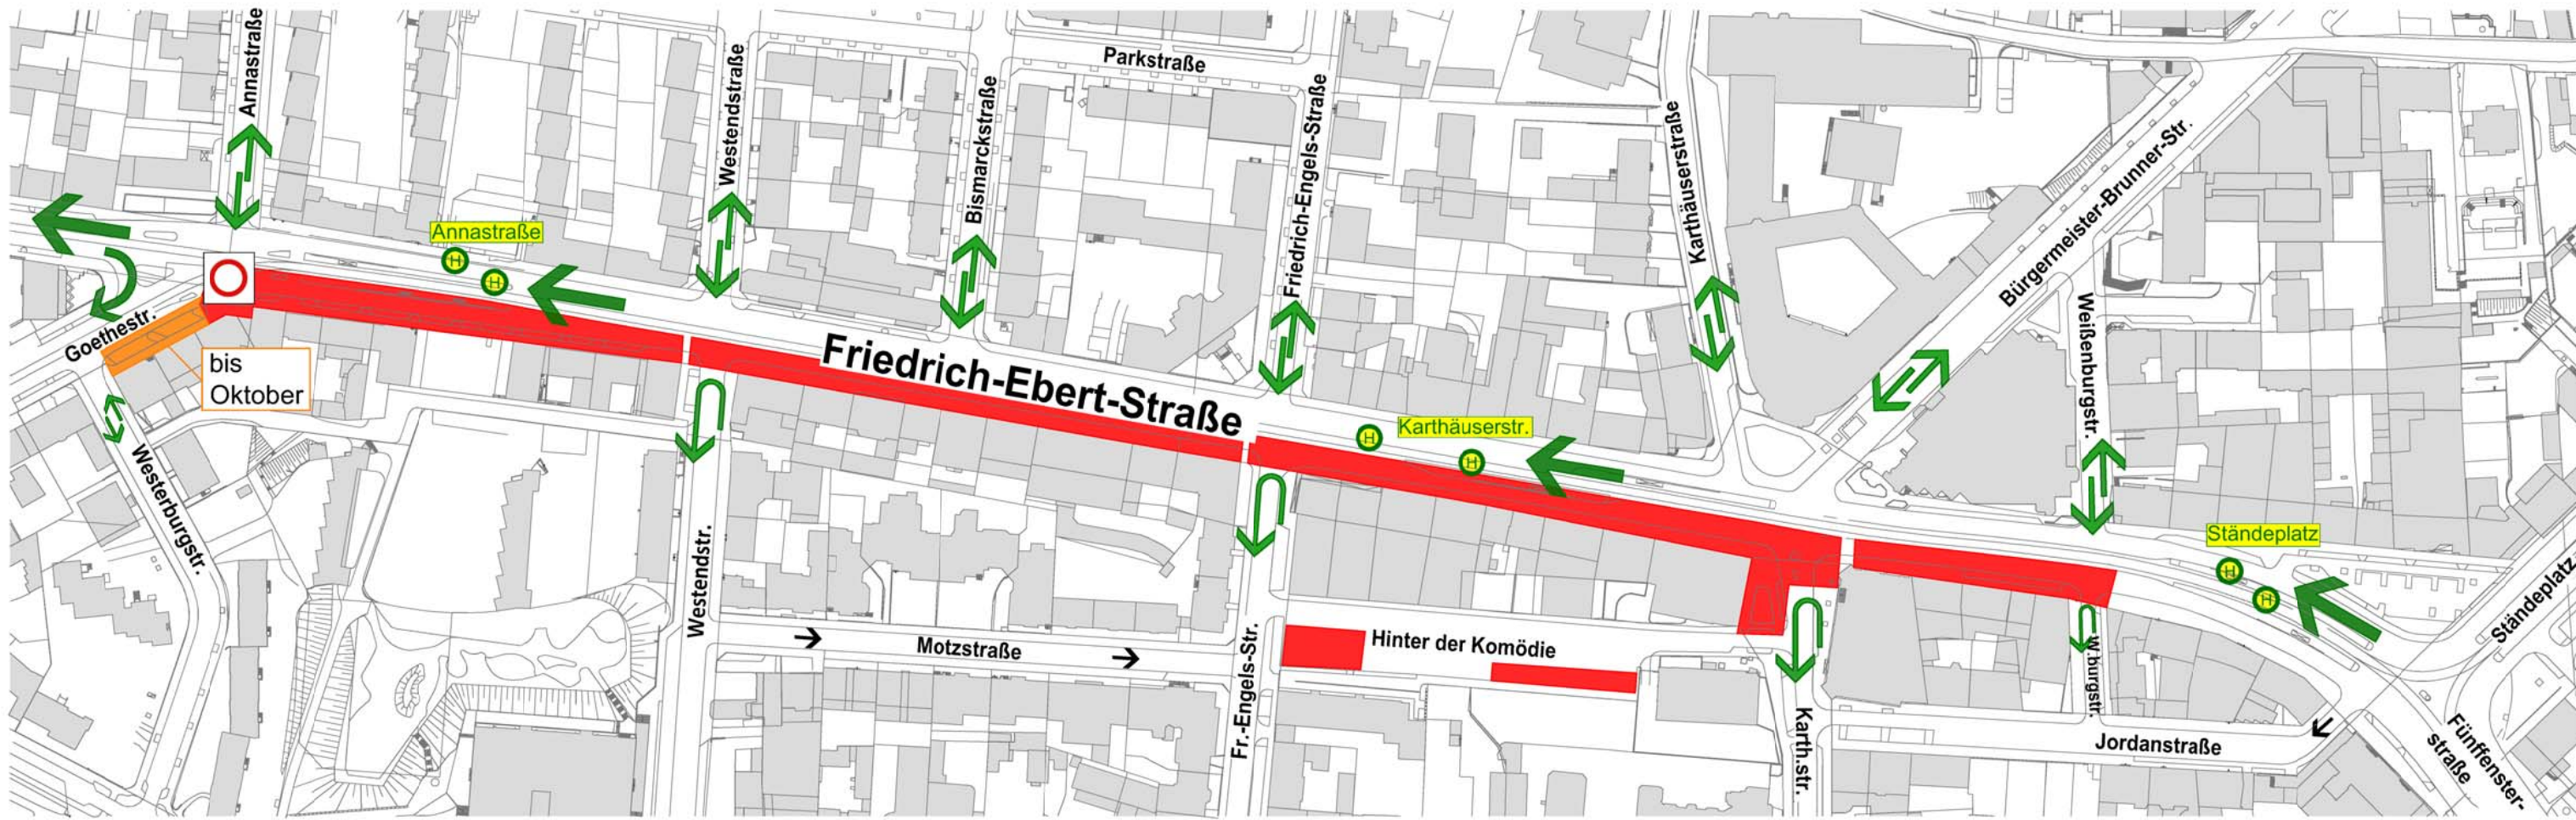 Annastraße
Westendstraße
Bismarckstraße
Parkstraße
Friedrich-Engels-Straße
Karthäuserstraße
Bürgermeister-Brunner-Str.
Weißenburgstr.
Annastraße
H
H
Goethestr.
bis
Oktober
Friedrich-Ebert-Straße
Karthäuserstr.
H
H
Ständeplatz
H
H
Ständeplatz
Westerburgstr.
Westendstr.
Motzstraße
Fr.-Engels-Str.
Hinter der Komödie
Karth.str.
W.burgstr.
Jordanstraße
Fünffenster-
straße